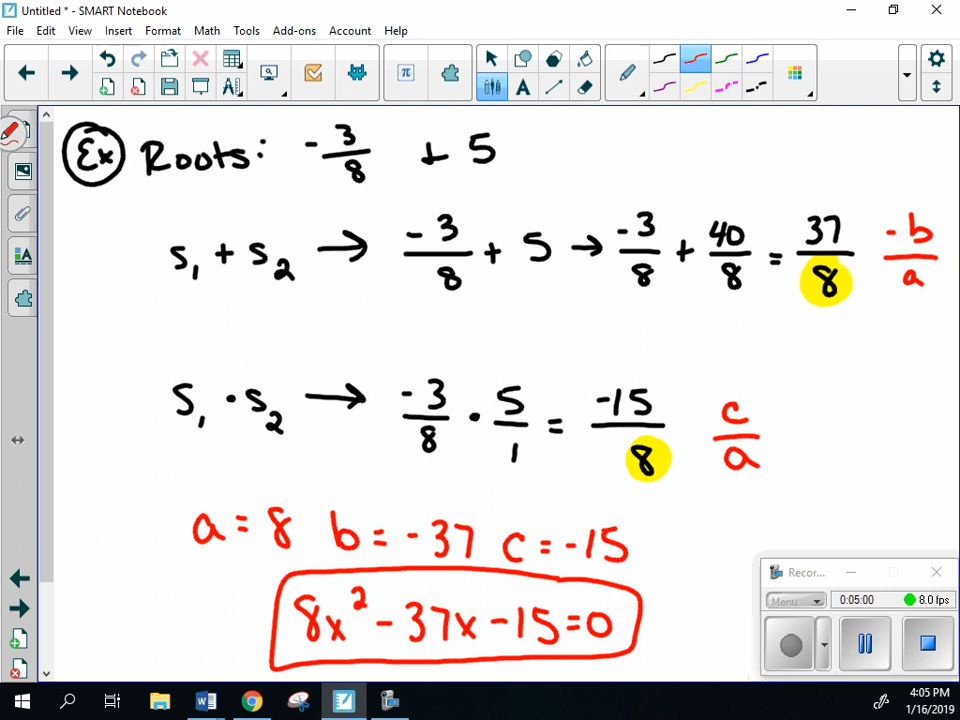 Untitled * - SMART Notebook
File Edit View Insert Format Math Tools Add-ons Account Help
π
A
A
Ex Roots: -3/8 + 5
s₁ + s₂ → -3/8 + 5 → -3/8 + 40/8 = 37/8 -b/a
s₁ · s₂ → -3/8 · 5/1 = -15/8 c/a
a = 8 b = -37 c = -15
8x² - 37x - 15 = 0
Recor...
Menu 0:05:00 8.0 fps
4:05 PM
1/16/2019